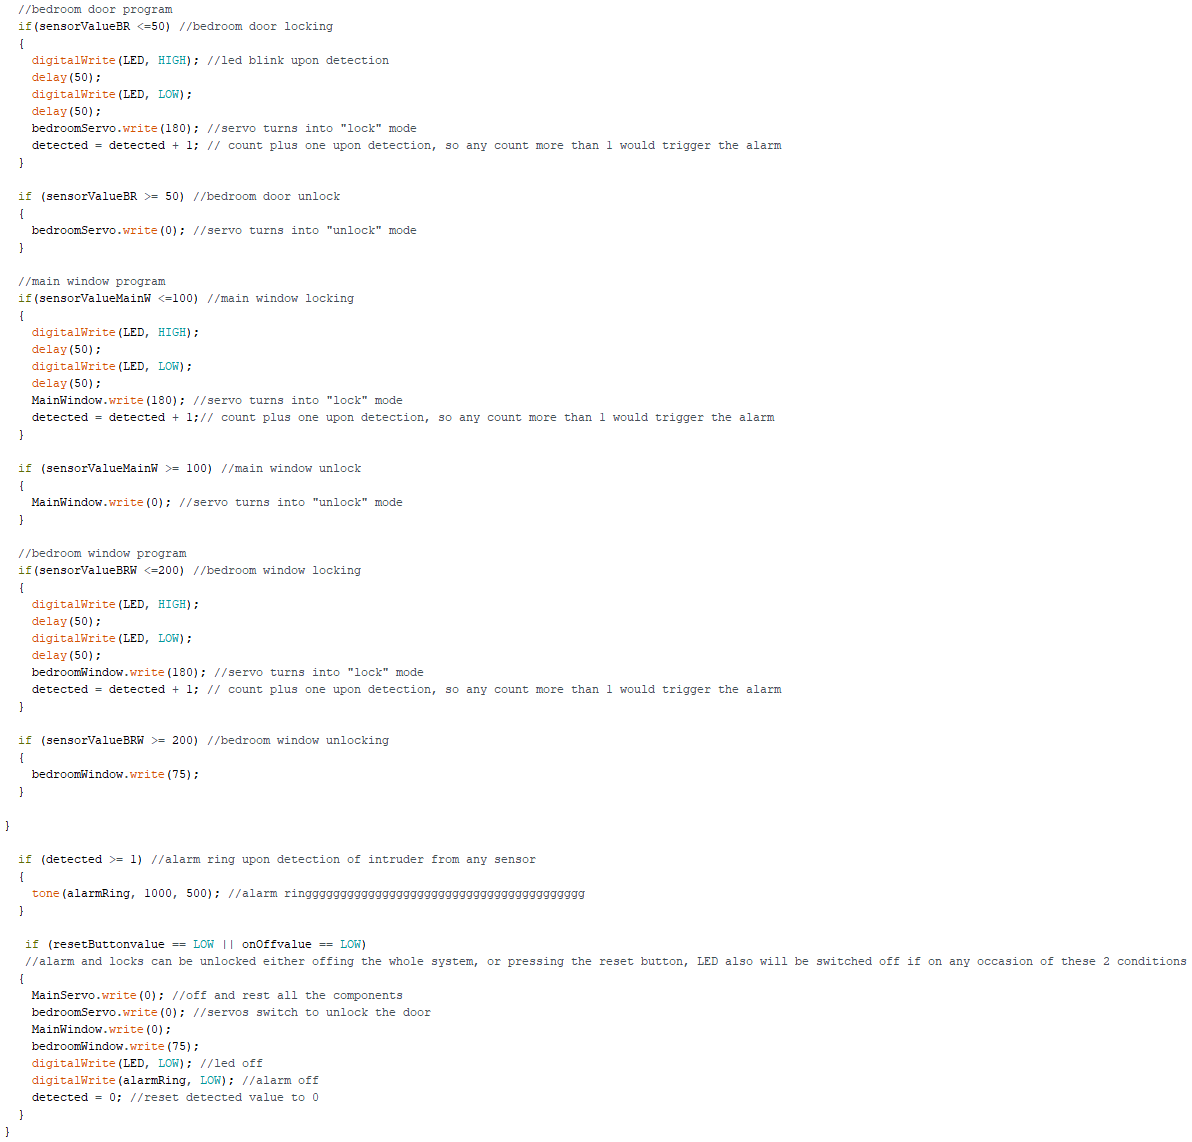 //bedroom door program
if(sensorValueBR <=50) //bedroom door locking
{
digitalWrite(LED, HIGH); //led blink upon detection
delay(50);
digitalWrite(LED, LOW);
delay(50);
bedroomServo.write(180); //servo turns into "lock" mode
detected = detected + 1; // count plus one upon detection, so any count more than 1 would trigger the alarm
}
if (sensorValueBR >= 50) //bedroom door unlock
{
bedroomServo.write(0); //servo turns into "unlock" mode
}
//main window program
if(sensorValueMainW <=100) //main window locking
{
digitalWrite(LED, HIGH);
delay(50);
digitalWrite(LED, LOW);
delay(50);
MainWindow.write(180); //servo turns into "lock" mode
detected = detected + 1;// count plus one upon detection, so any count more than 1 would trigger the alarm
}
if (sensorValueMainW >= 100) //main window unlock
{
MainWindow.write(0); //servo turns into "unlock" mode
}
//bedroom window program
if(sensorValueBRW <=200) //bedroom window locking
{
digitalWrite(LED, HIGH);
delay(50);
digitalWrite(LED, LOW);
delay(50);
bedroomWindow.write(180); //servo turns into "lock" mode
detected = detected + 1; // count plus one upon detection, so any count more than 1 would trigger the alarm
}
if (sensorValueBRW >= 200) //bedroom window unlocking
{
bedroomWindow.write(75);
}
}
if (detected >= 1) //alarm ring upon detection of intruder from any sensor
{
tone(alarmRing, 1000, 500); //alarm ringggggggggggggggggggggggggggggggggggggggg
}
if (resetButtonvalue == LOW || onOffvalue == LOW)
//alarm and locks can be unlocked either offing the whole system, or pressing the reset button, LED also will be switched off if on any occasion of these 2 conditions
{
MainServo.write(0); //off and rest all the components
bedroomServo.write(0); //servos switch to unlock the door
MainWindow.write(0);
bedroomWindow.write(75);
digitalWrite(LED, LOW); //led off
digitalWrite(alarmRing, LOW); //alarm off
detected = 0; //reset detected value to 0
}
}